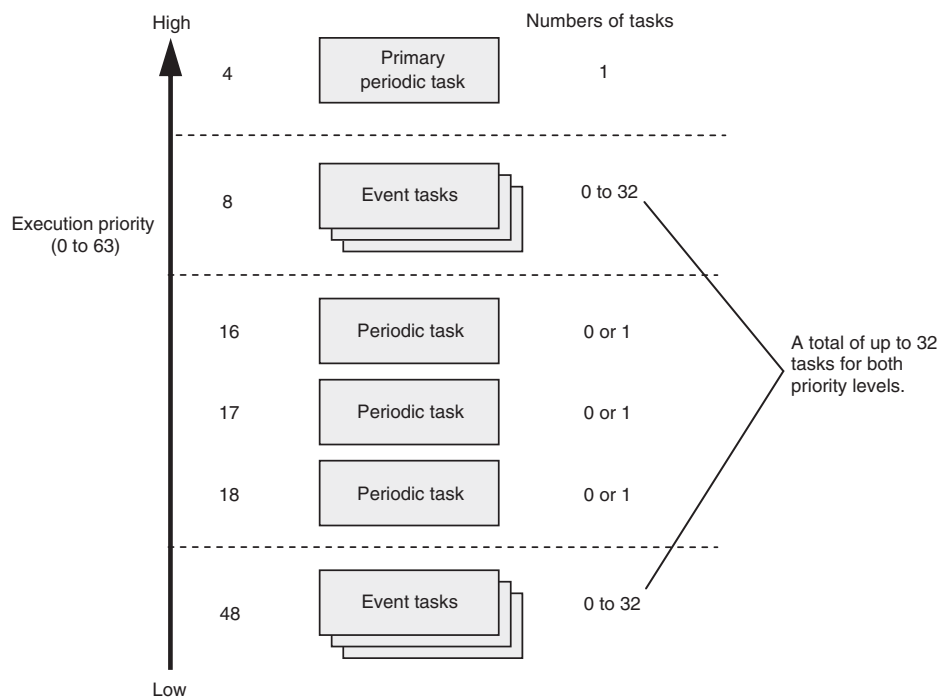 High
Numbers of tasks
4
Primary
periodic task
1
8
Event tasks
0 to 32
Execution priority
(0 to 63)
16
Periodic task
0 or 1
A total of up to 32
tasks for both
priority levels.
17
Periodic task
0 or 1
18
Periodic task
0 or 1
48
Event tasks
0 to 32
Low